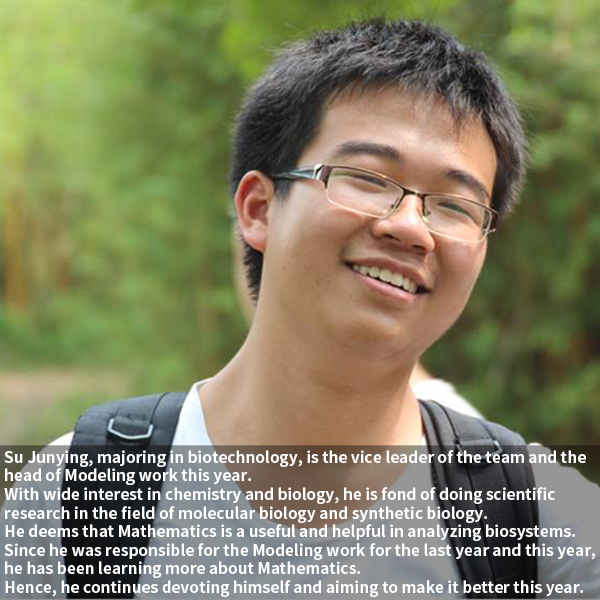 Su Junying, majoring in biotechnology, is the vice leader of the team and the
head of Modeling work this year.
With wide interest in chemistry and biology, he is fond of doing scientific
research in the field of molecular biology and synthetic biology.
He deems that Mathematics is a useful and helpful in analyzing biosystems.
Since he was responsible for the Modeling work for the last year and this year,
he has been learning more about Mathematics.
Hence, he continues devoting himself and aiming to make it better this year.